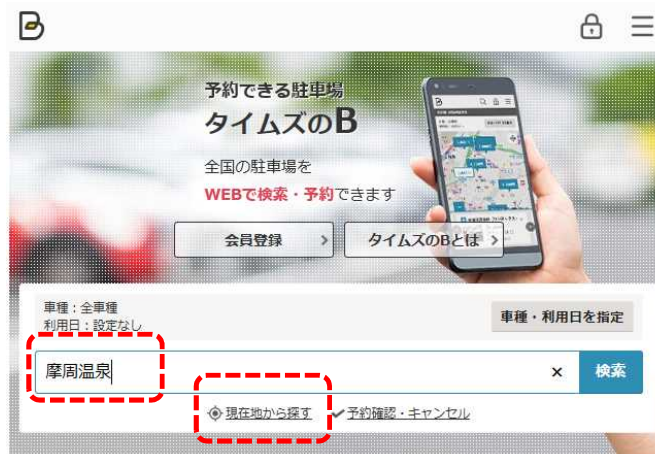 B
予約できる駐車場
タイムズのB
全国の駐車場を
WEBで検索・予約できます
会員登録 >
タイムズのBとは >
車種：全車種
利用日：設定なし
車種・利用日を指定
摩周温泉
×
検索
現在地から探す
予約確認・キャンセル